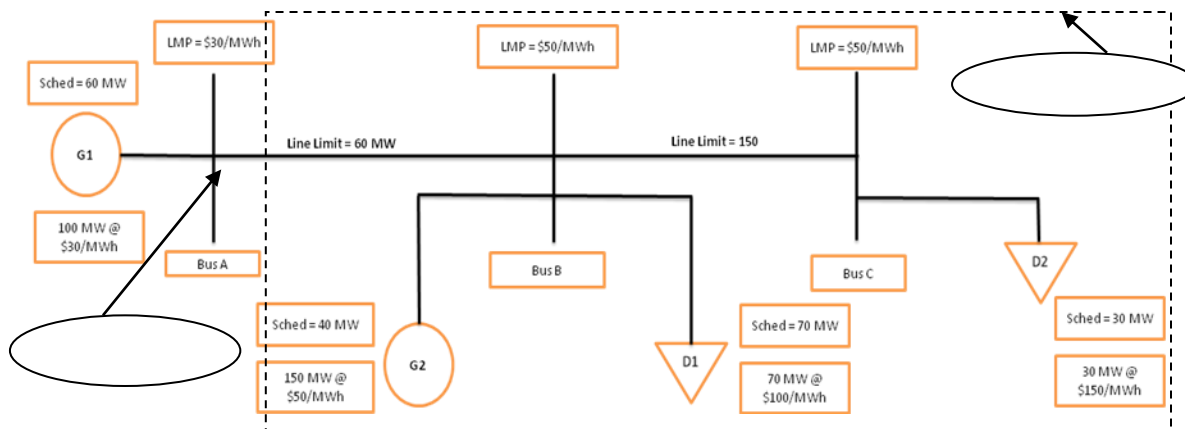 LMP = $30/MWh
LMP = $50/MWh
LMP = $50/MWh
Sched = 60 MW
G1
Line Limit = 60 MW
Line Limit = 150
100 MW @
$30/MWh
Bus A
Bus B
Bus C
D2
Sched = 40 MW
G2
150 MW @
$50/MWh
D1
Sched = 70 MW
70 MW @
$100/MWh
Sched = 30 MW
30 MW @
$150/MWh